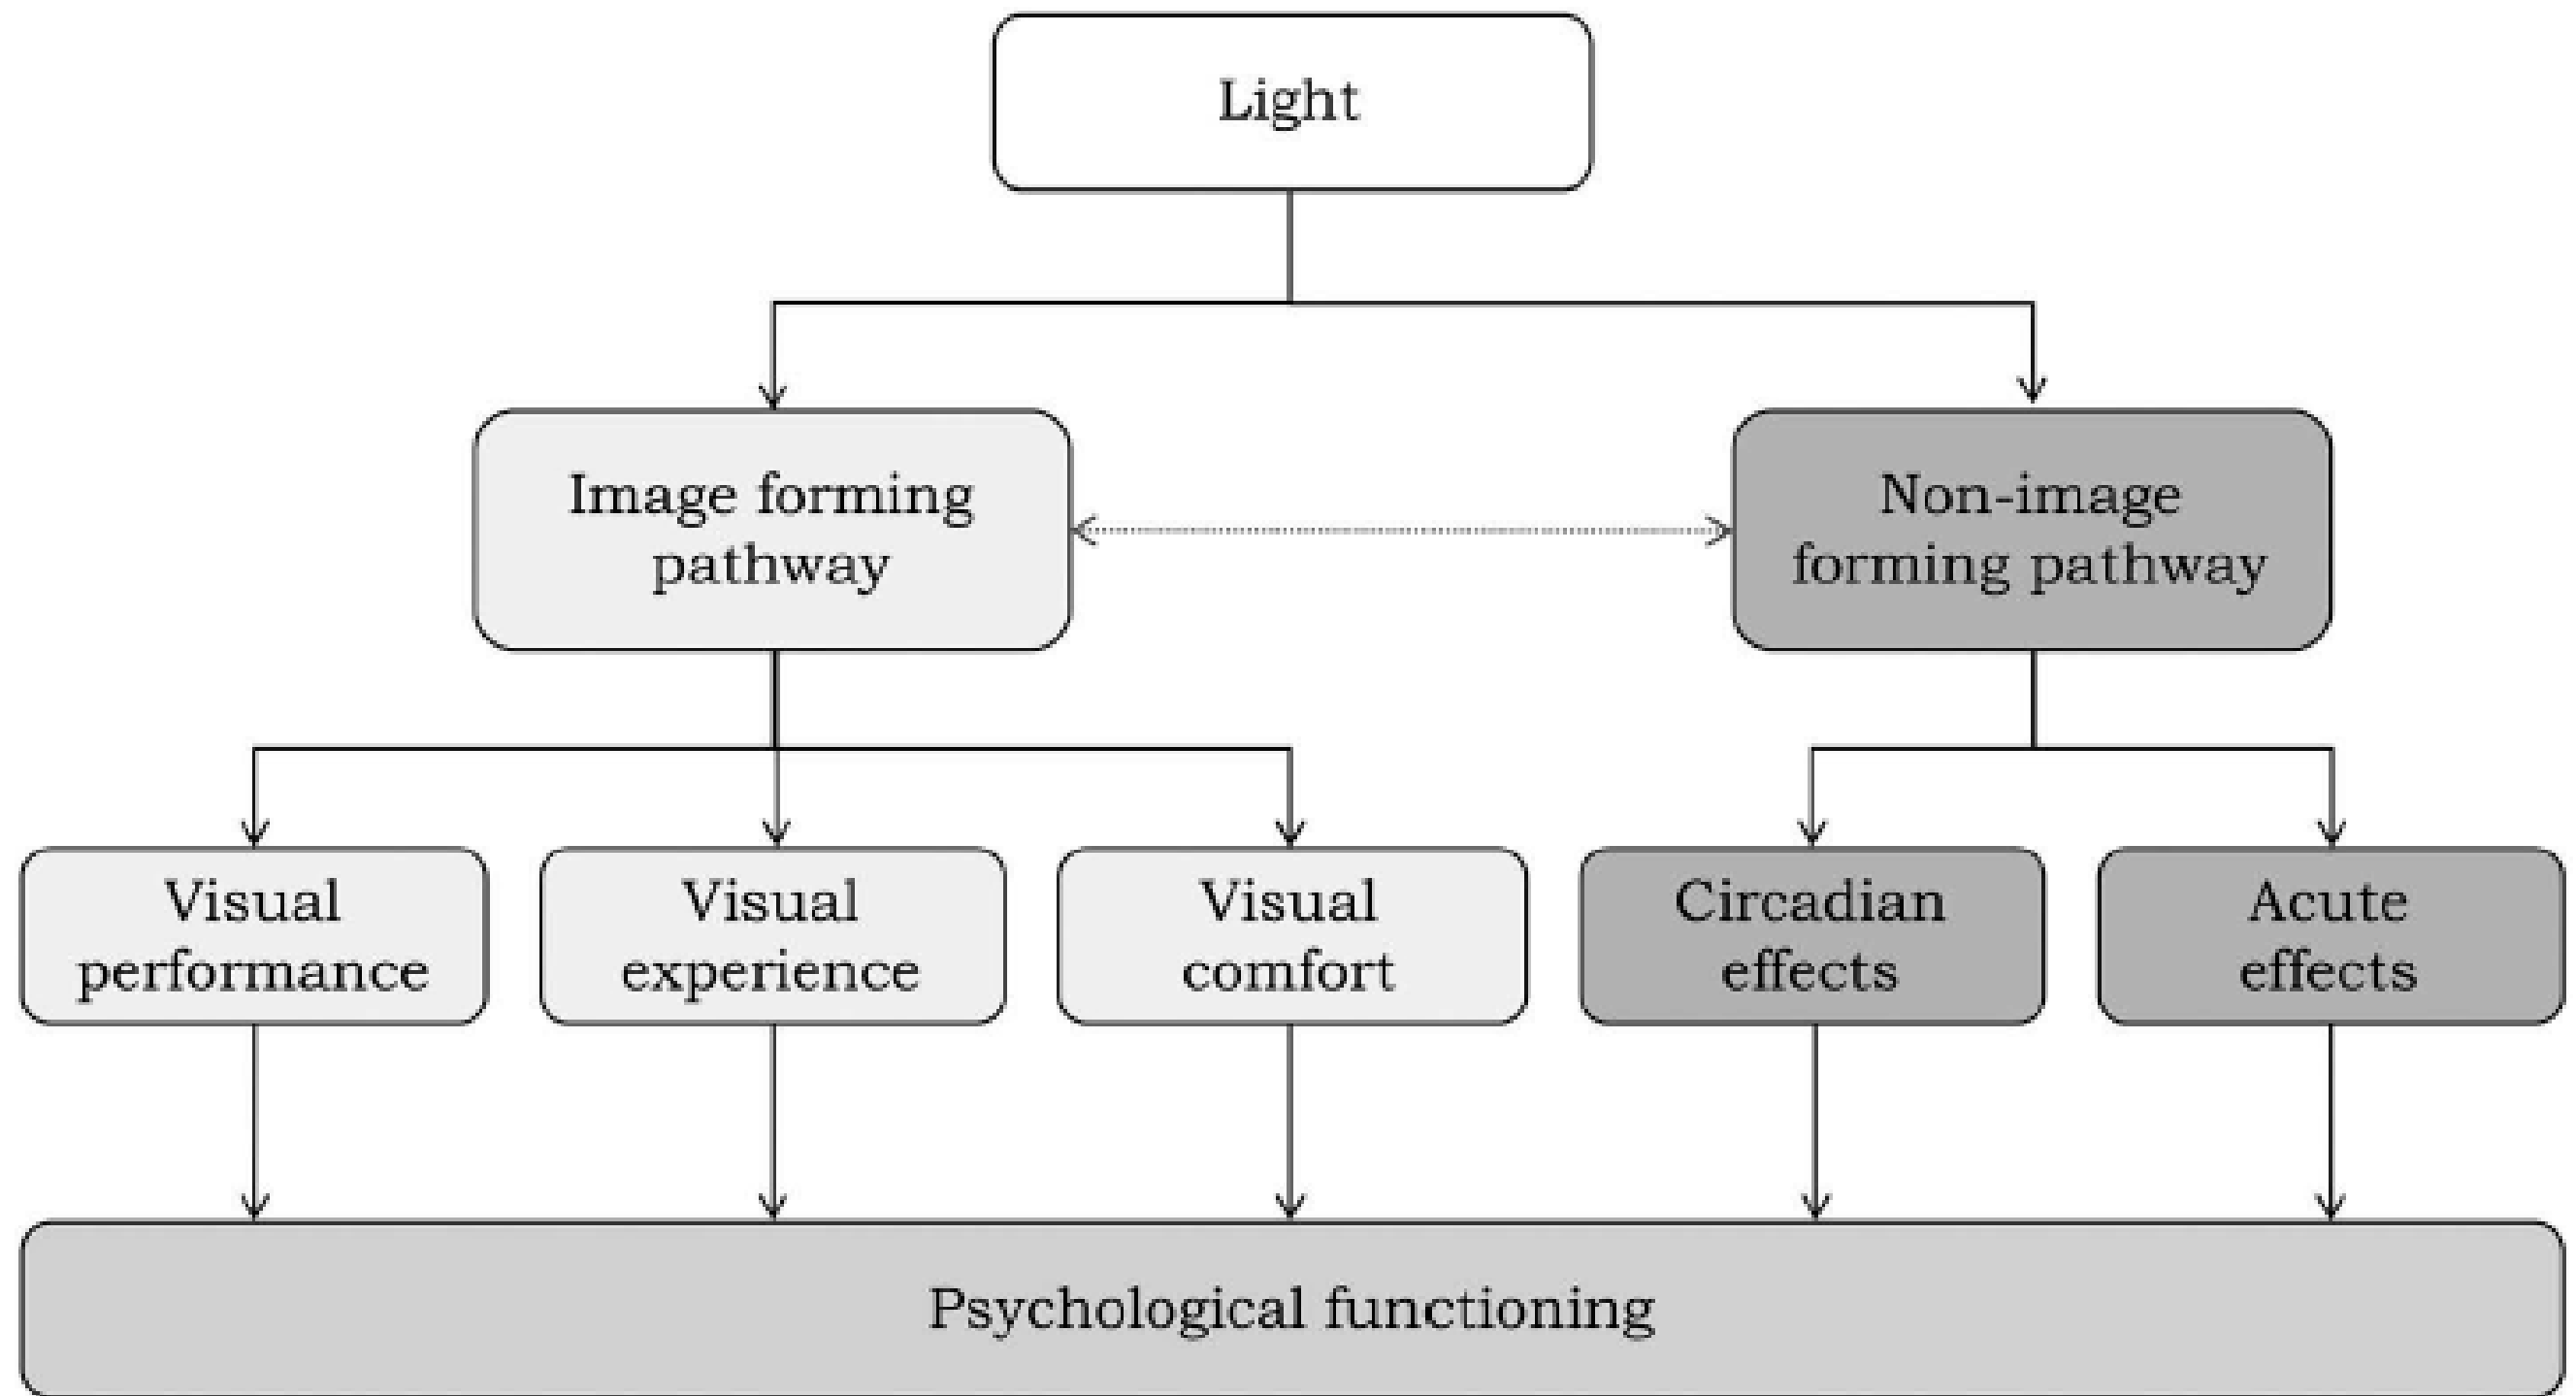 Light
Image forming
pathway
Non-image
forming pathway
Visual
performance
Visual
experience
Visual
comfort
Circadian
effects
Acute
effects
Psychological functioning